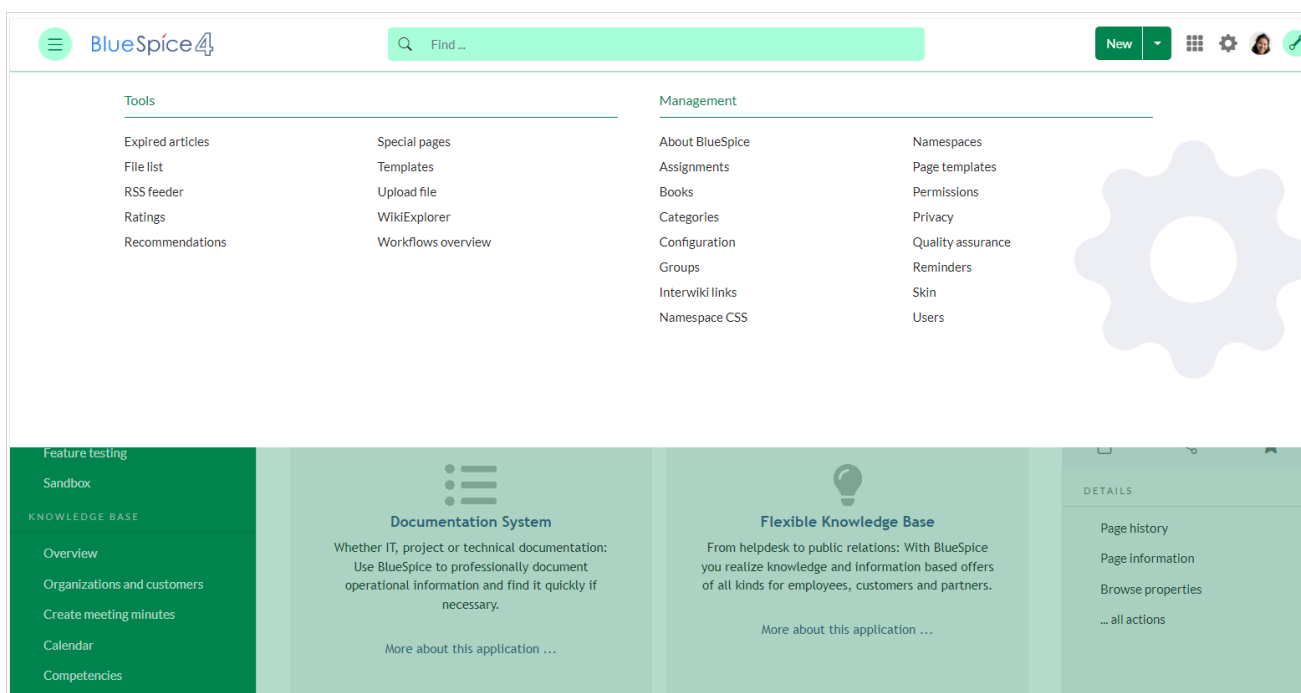 BlueSpice 4
Find ...
New
Tools
Expired articles
File list
RSS feeder
Ratings
Recommendations
Special pages
Templates
Upload file
WikiExplorer
Workflows overview
Management
About BlueSpice
Assignments
Books
Categories
Configuration
Groups
Interwiki links
Namespace CSS
Namespaces
Page templates
Permissions
Privacy
Quality assurance
Reminders
Skin
Users
Feature testing
Sandbox
KNOWLEDGE BASE
Overview
Organizations and customers
Create meeting minutes
Calendar
Competencies
Documentation System
Whether IT, project or technical documentation:
Use BlueSpice to professionally document
operational information and find it quickly if
necessary.
More about this application ...
Flexible Knowledge Base
From helpdesk to public relations: With BlueSpice
you realize knowledge and information based offers
of all kinds for employees, customers and partners.
More about this application ...
DETAILS
Page history
Page information
Browse properties
... all actions